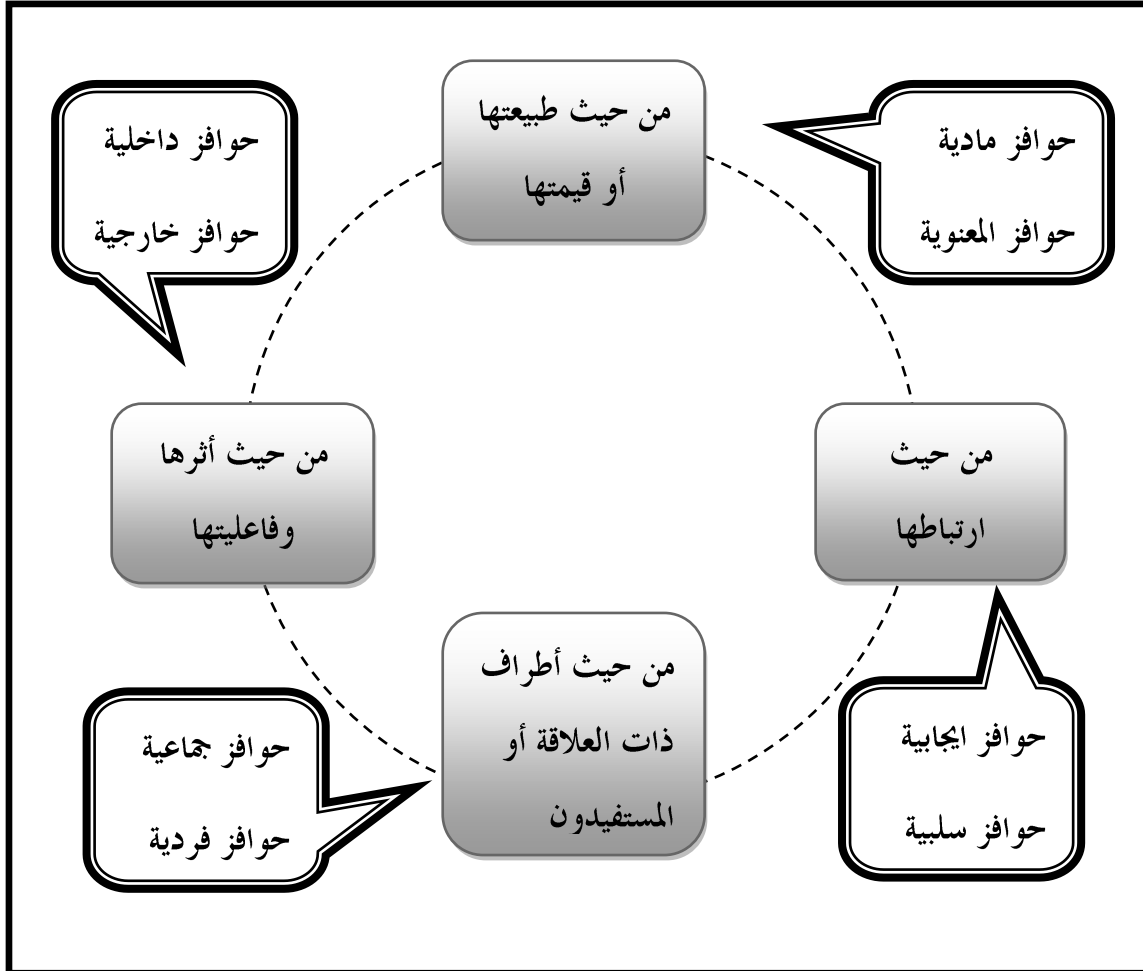 من حيث طبيعتها
أو قيمتها
حوافز مادية
حوافز المعنوية
حوافز داخلية
حوافز خارجية
من حيث
ارتباطها
من حيث أثرها
وفاعليتها
من حيث أطراف
ذات العلاقة أو
المستفيدون
حوافز ايجابية
حوافز سلبية
حوافز جماعية
حوافز فردية